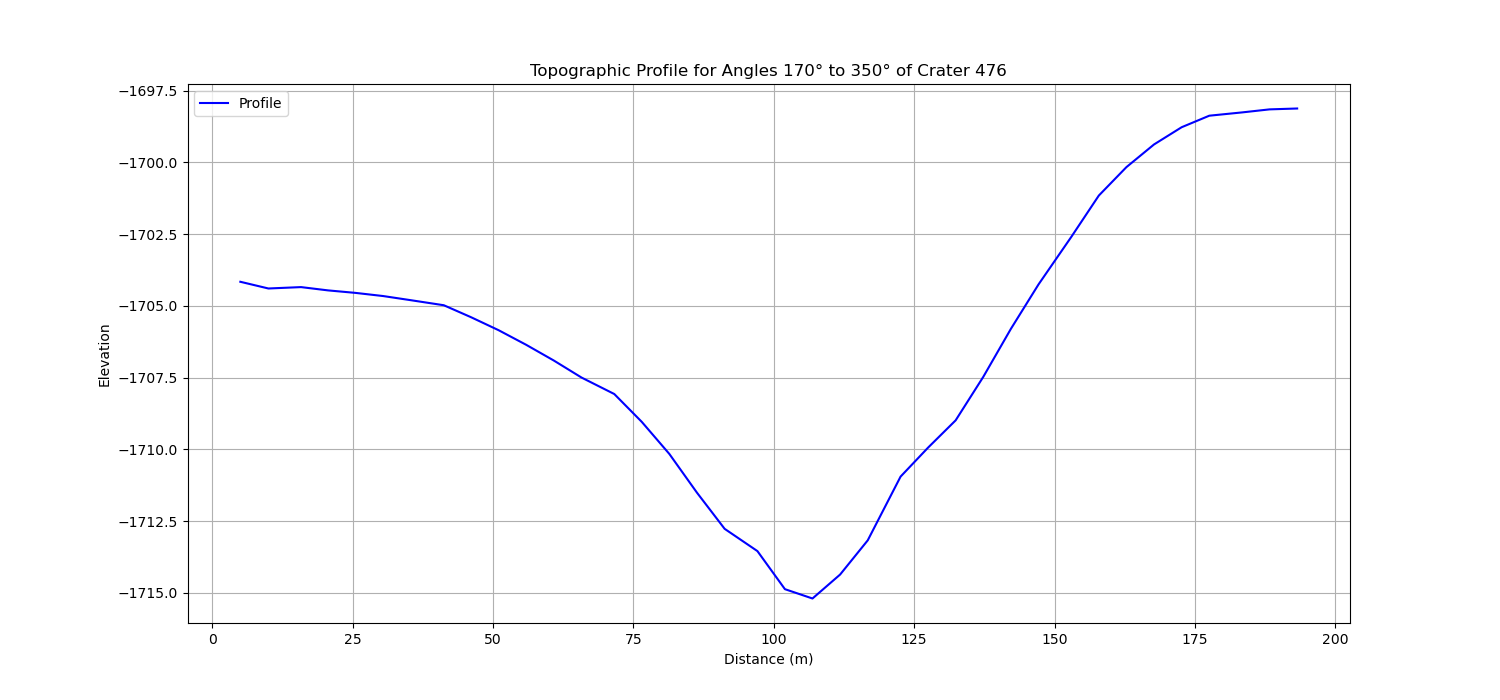 Topographic Profile for Angles 170° to 350° of Crater 476
Profile
−1697.5
−1700.0
−1702.5
−1705.0
−1707.5
−1710.0
−1712.5
−1715.0
Elevation
0 25 50 75 100 125 150 175 200
Distance (m)